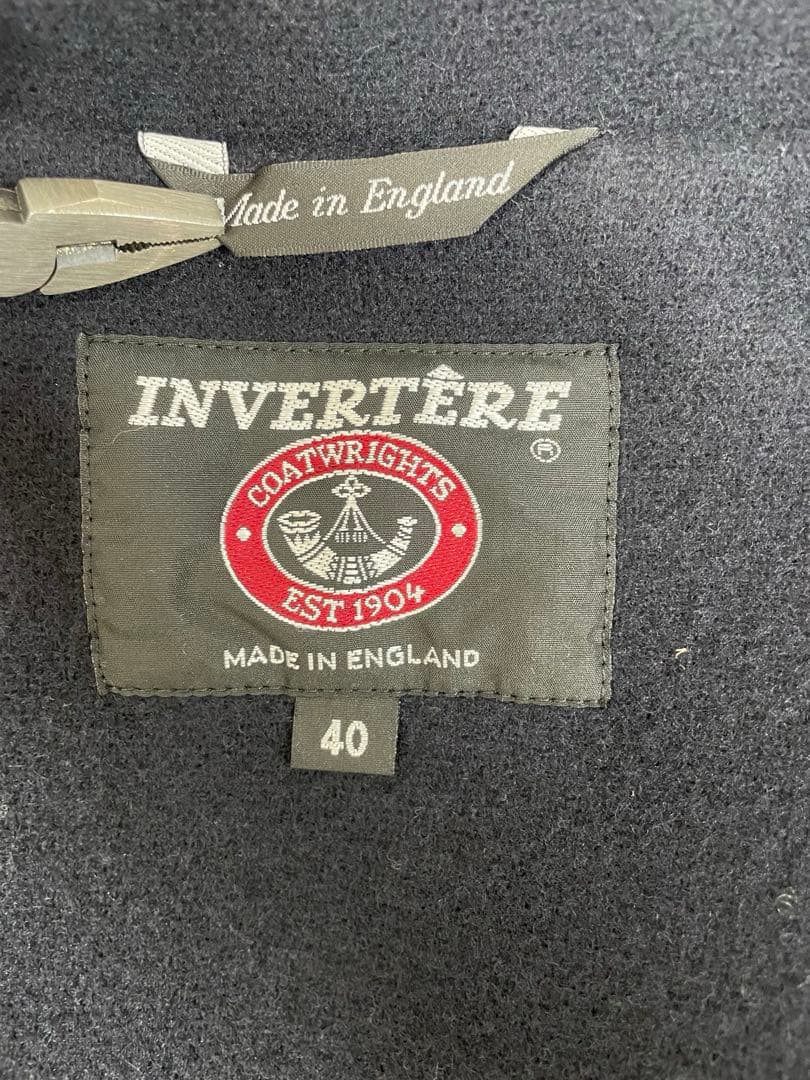 Made in England
INVERTÊRE
®
COATWRIGHTS
EST 1904
MADE IN ENGLAND
40